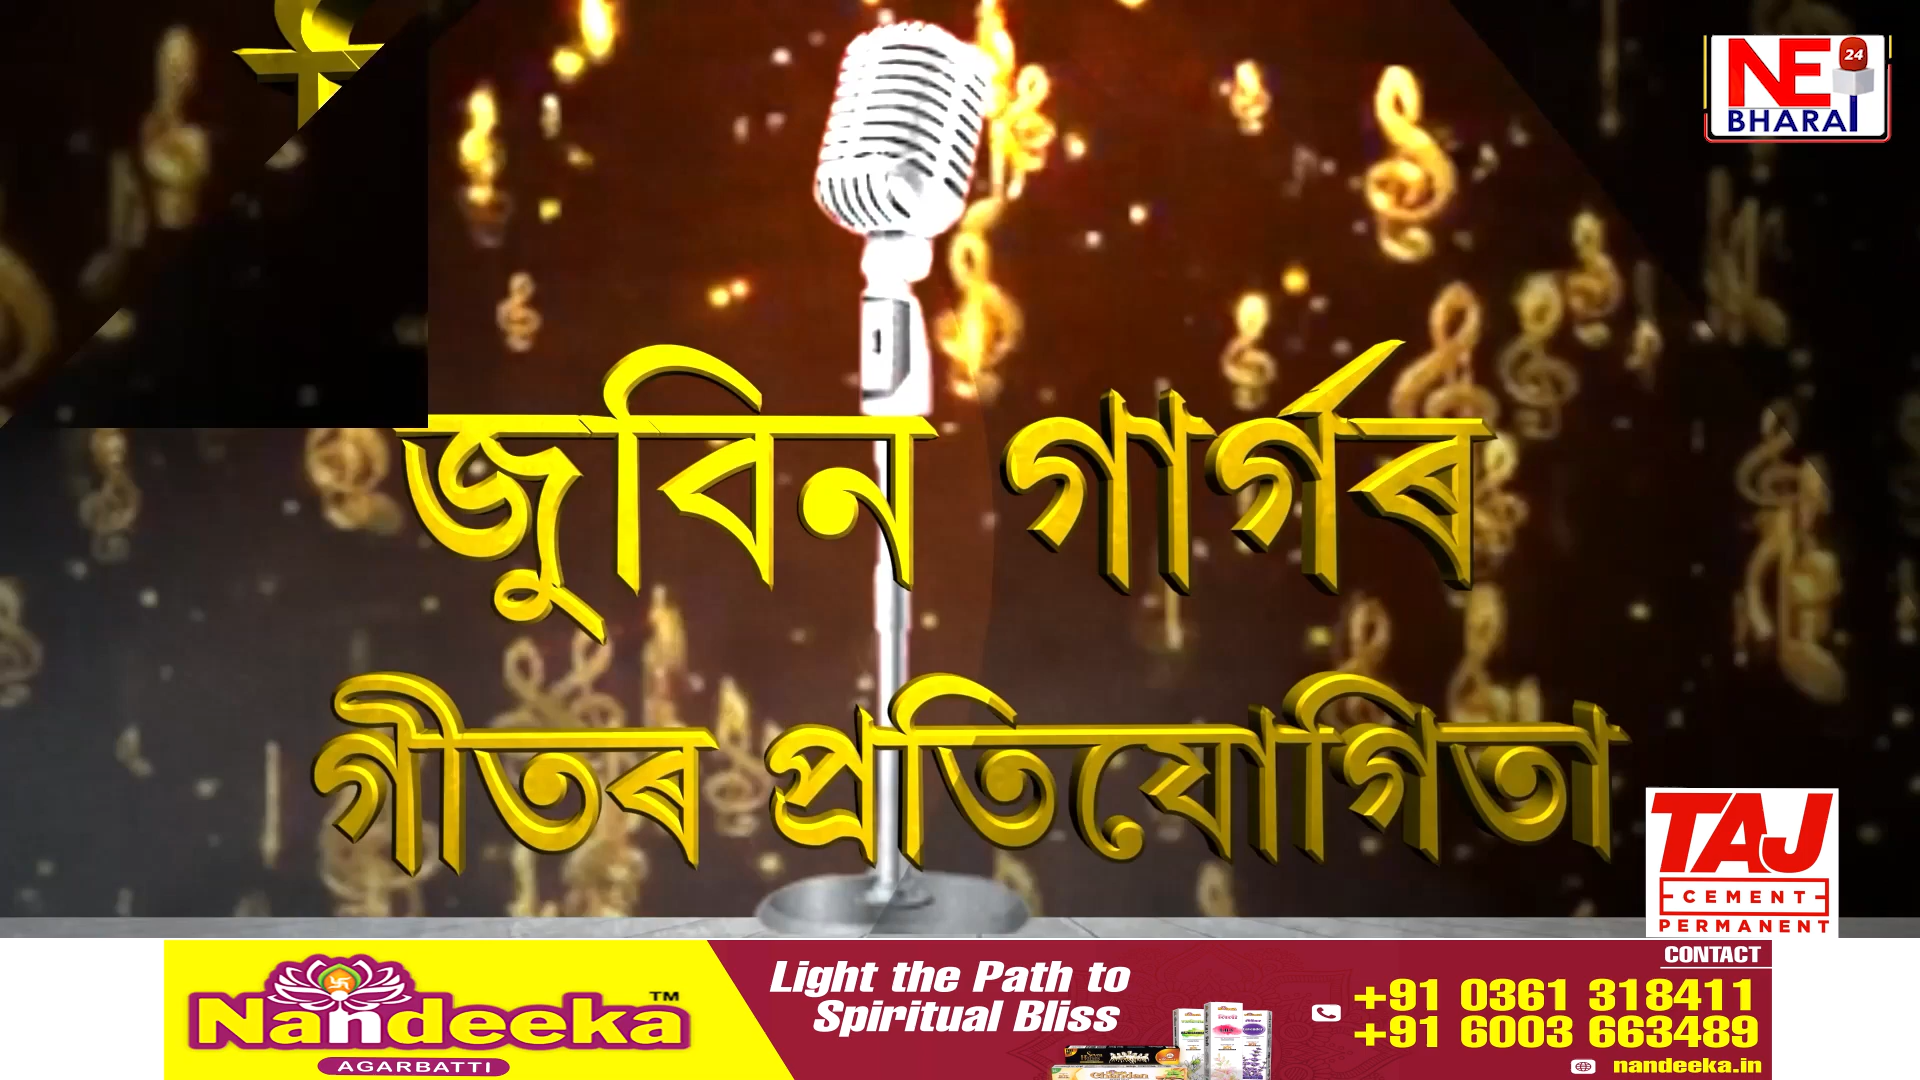 NE
24
BHARAT
জুবিন গাৰ্গৰ
গীতৰ প্ৰতিযোগিতা
TAJ
CEMENT
PERMANENT
Nandeeka™
AGARBATTI
Light the Path to
Spiritual Bliss
CONTACT
+91 0361 318411
+91 6003 663489
nandeeka.in